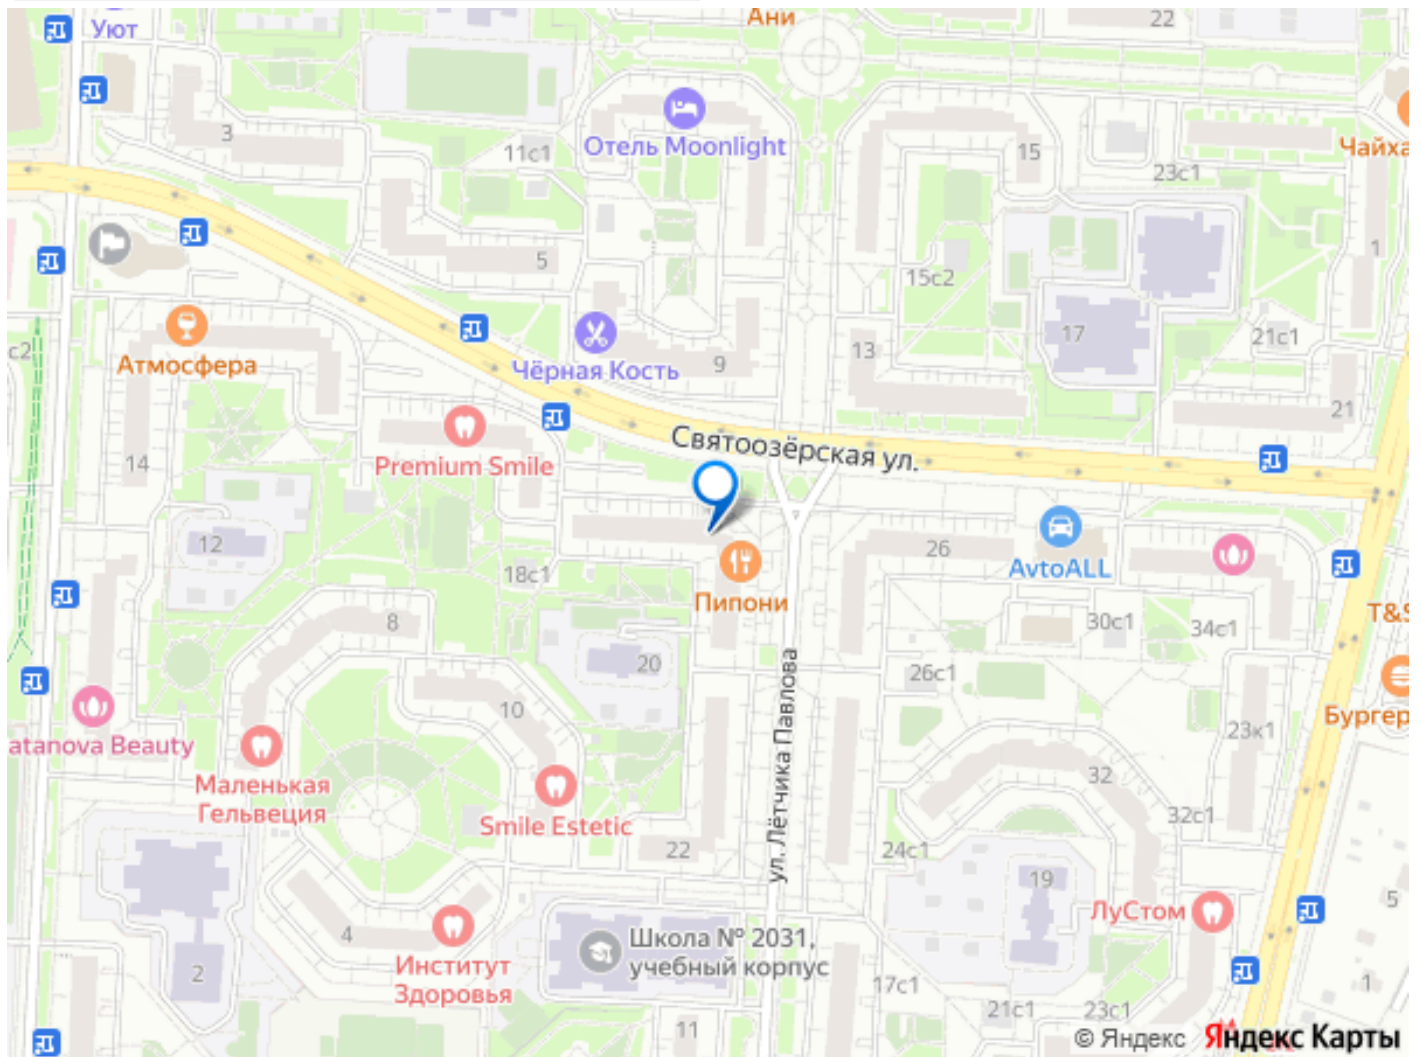 Уют
Ани
22
3
11с1
Отель Moonlight
15
23с1
Чайха
5
15с2
1
с2
Атмосфера
Чёрная Кость
9
13
17
21с1
21
14
Premium Smile
Святоозёрская ул.
12
18с1
26
AvtoALL
Пипони
8
20
30с1
34с1
T&S
26с1
10
atanova Beauty
Бургер
23к1
Маленькая
Гельвеция
Smile Estetic
ул. Лётчика Павлова
32
32с1
22
24с1
19
4
ЛуСтом
5
2
Институт
Здоровья
Школа № 2031,
учебный корпус
17с1
21с1
23с1
1
11
© Яндекс Яндекс Карты